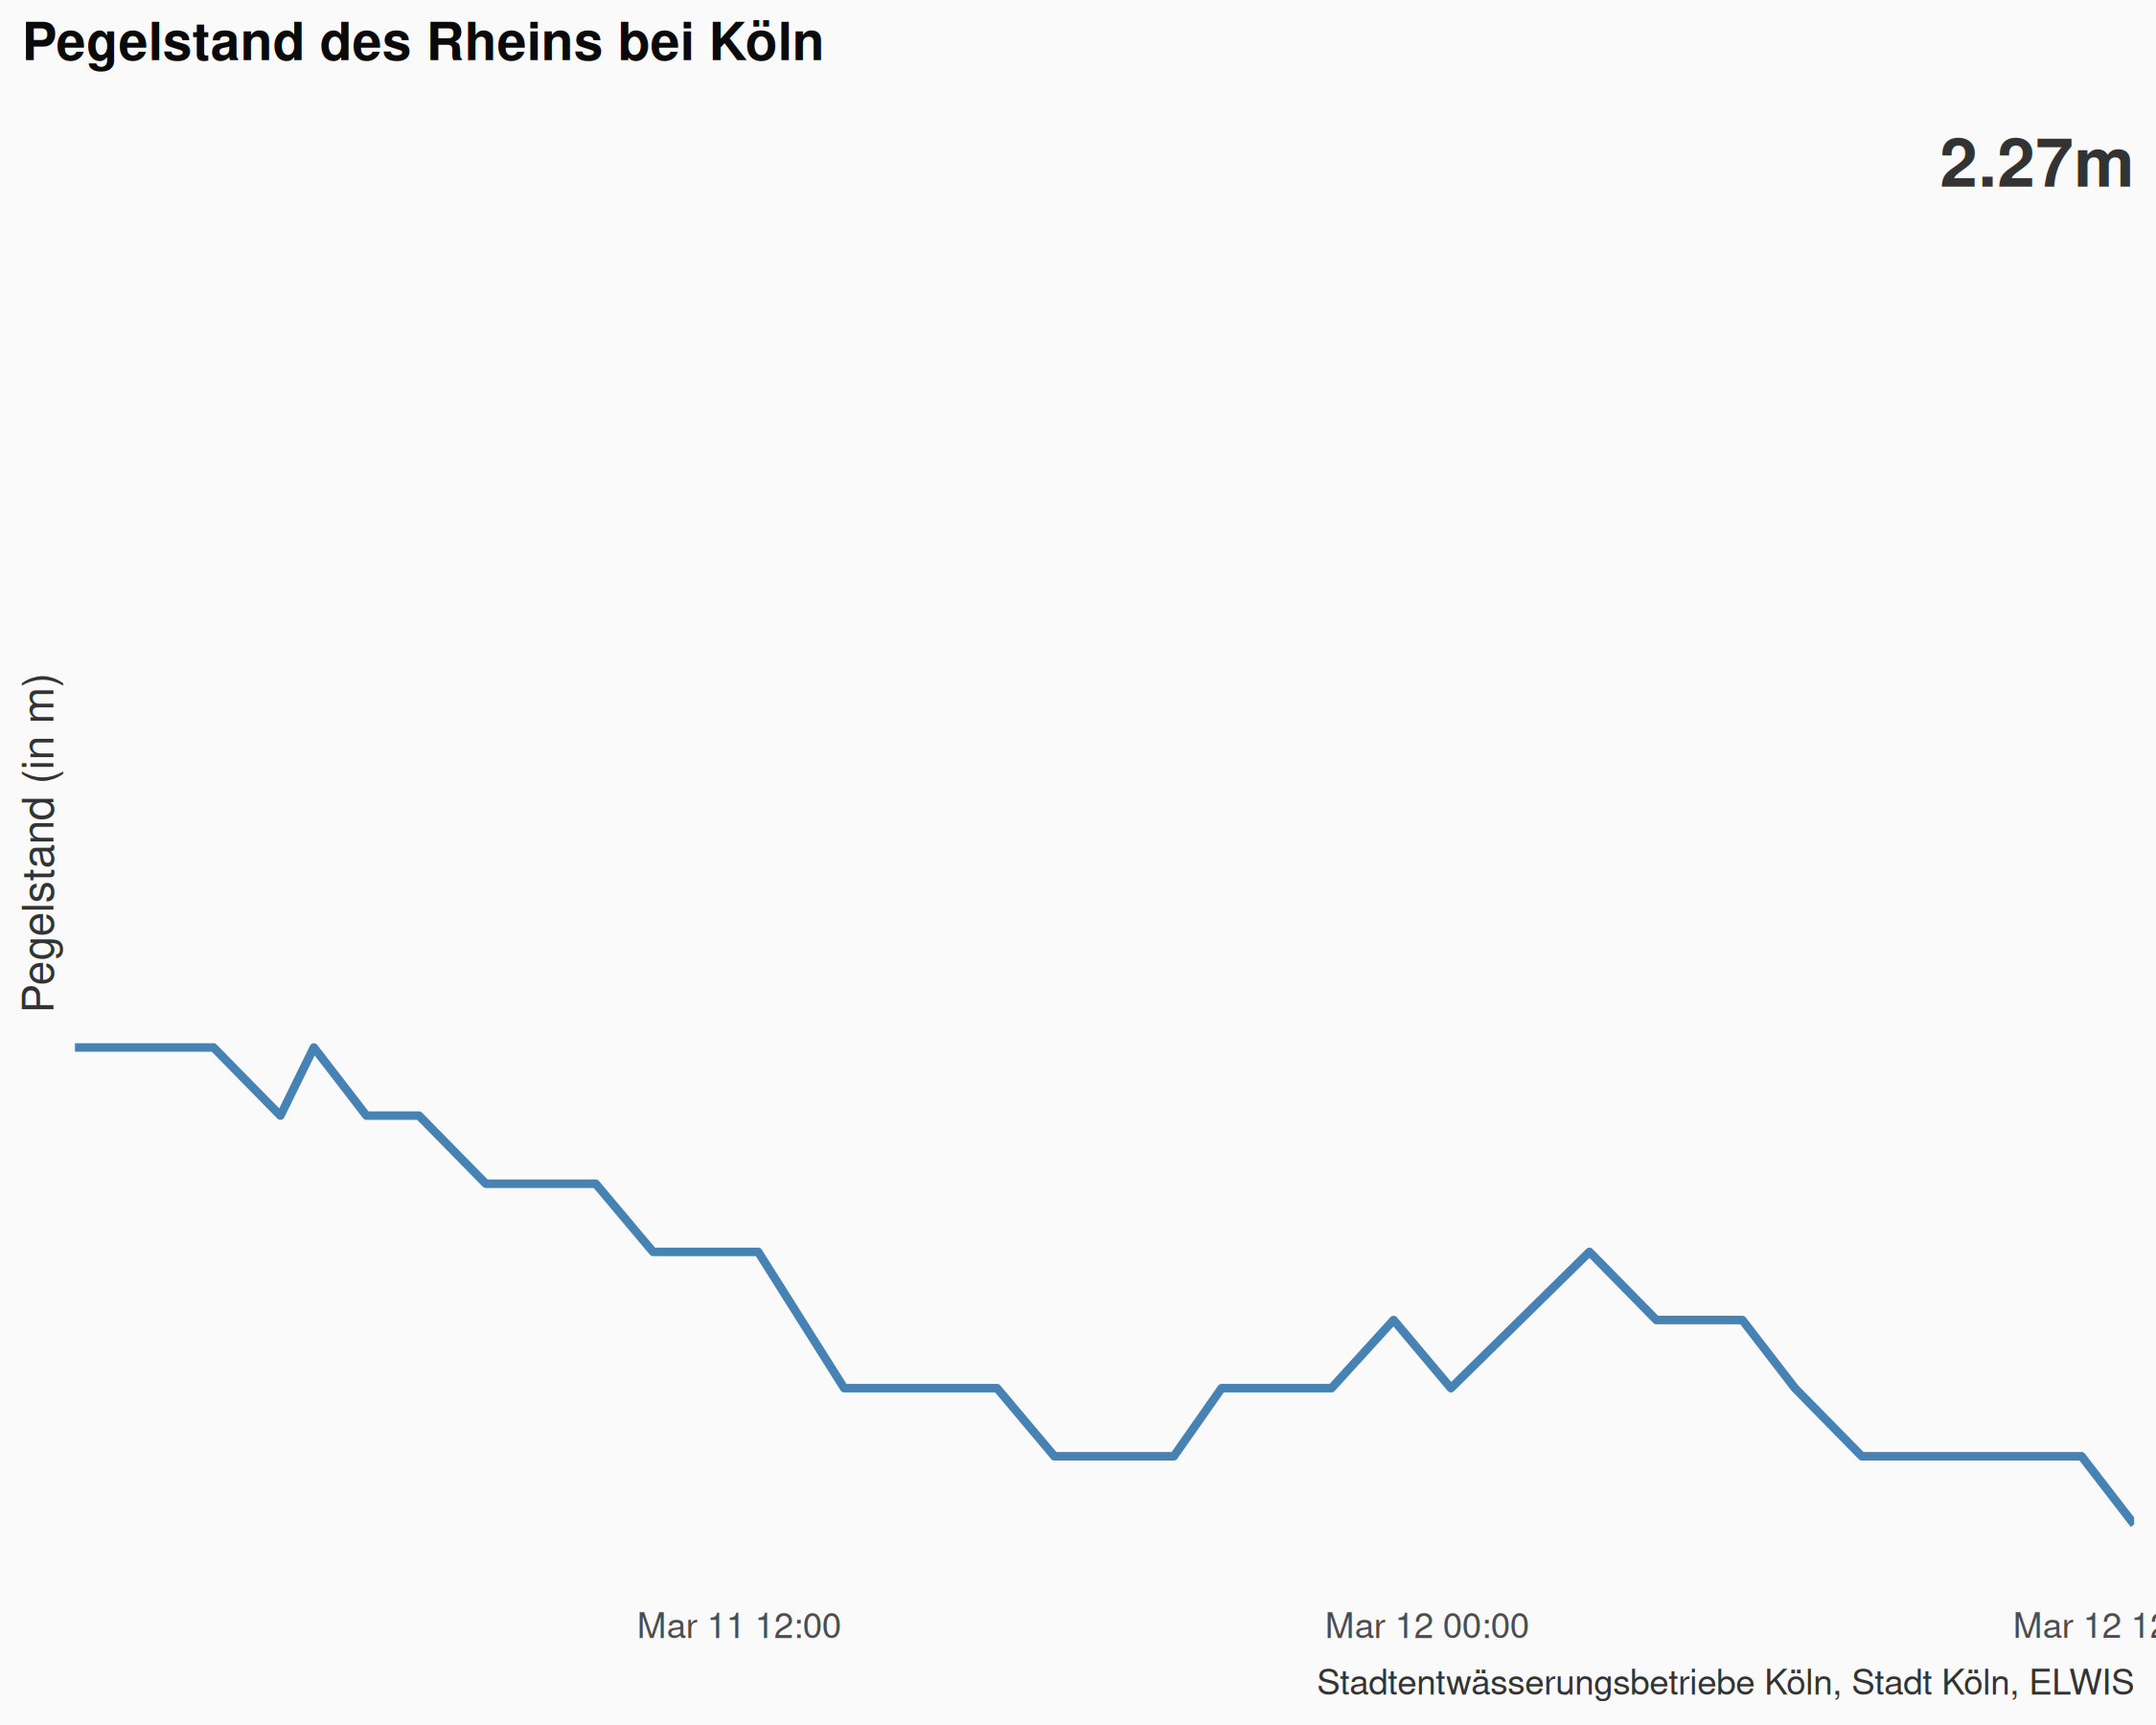 Pegelstand des Rheins bei Köln
2.27m
Pegelstand (in m)
Mar 11 12:00
Mar 12 00:00
Mar 12 12
Stadtentwässerungsbetriebe Köln, Stadt Köln, ELWIS